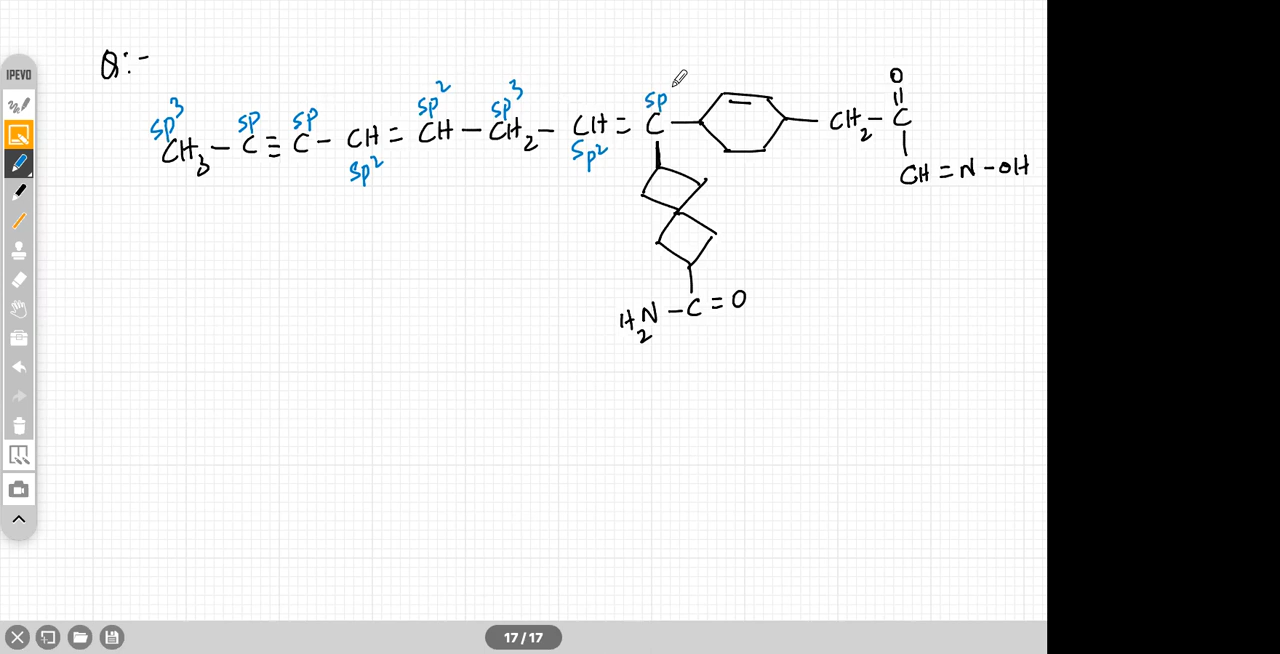 IPEVO
Q:-
sp³ sp sp sp² sp³ sp
CH₃ - C ≡ C - CH = CH - CH₂ - CH = C
sp² sp²
O
||
CH₂ - C
CH = N - OH
H₂N - C = O
17 / 17